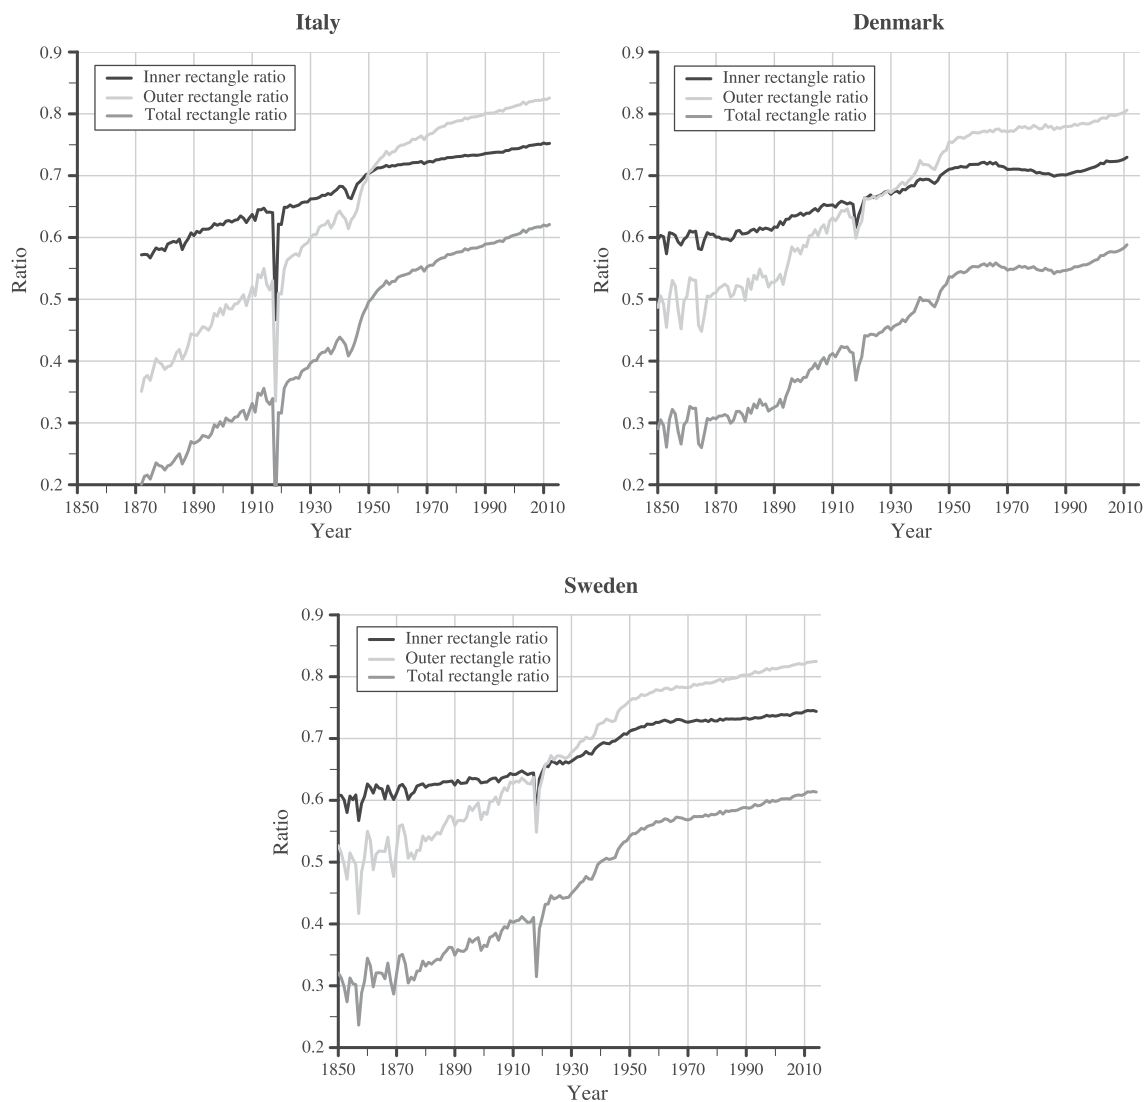 Italy
0.9
0.8
0.7
0.6
0.5
0.4
0.3
0.2
Ratio
Inner rectangle ratio
Outer rectangle ratio
Total rectangle ratio
1850 1870 1890 1910 1930 1950 1970 1990 2010
Year
Denmark
0.9
0.8
0.7
0.6
0.5
0.4
0.3
0.2
Ratio
Inner rectangle ratio
Outer rectangle ratio
Total rectangle ratio
1850 1870 1890 1910 1930 1950 1970 1990 2010
Year
Sweden
0.9
0.8
0.7
0.6
0.5
0.4
0.3
0.2
Ratio
Inner rectangle ratio
Outer rectangle ratio
Total rectangle ratio
1850 1870 1890 1910 1930 1950 1970 1990 2010
Year